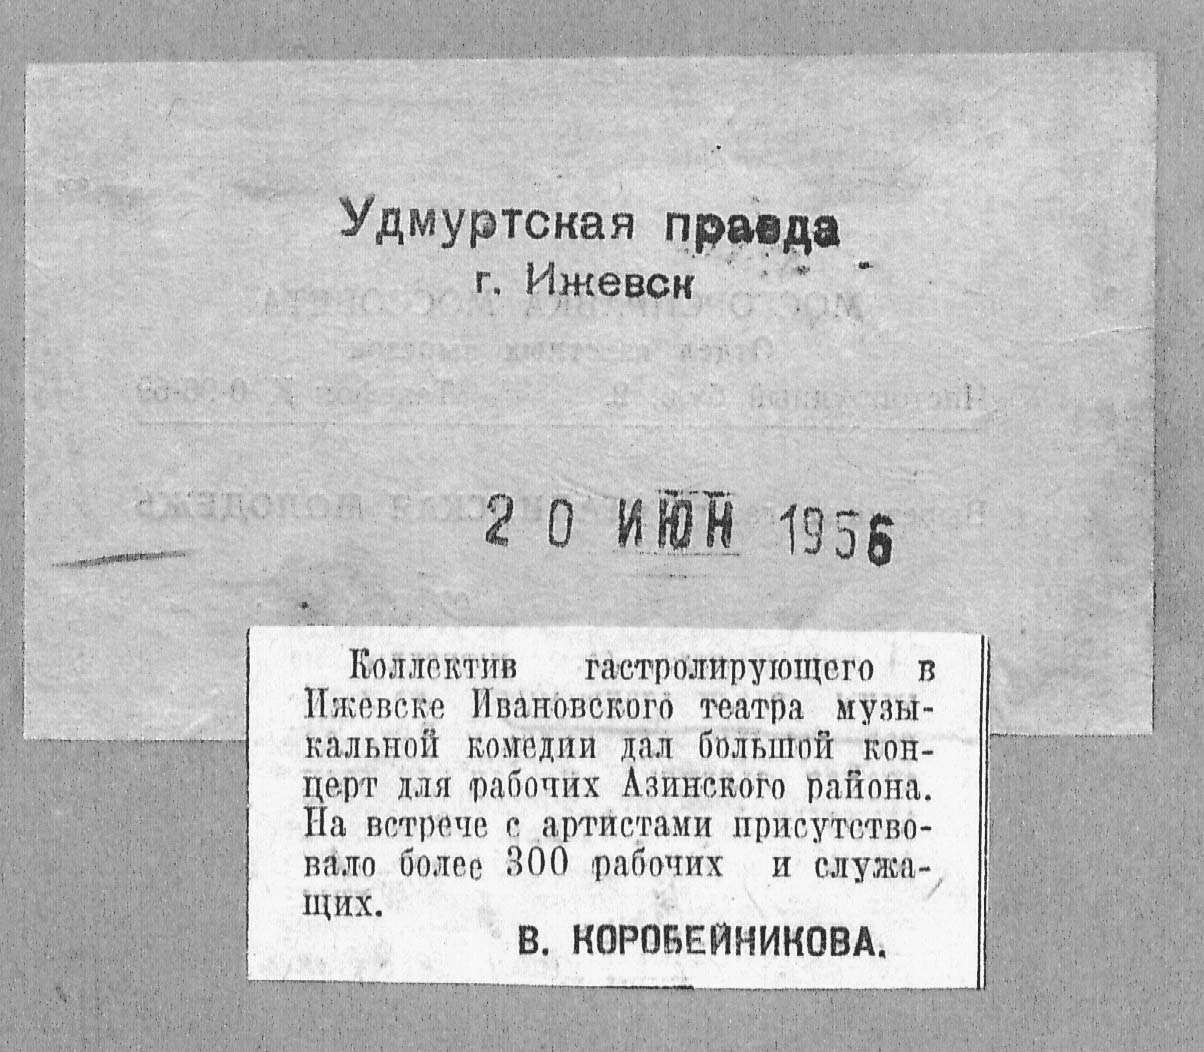 Удмуртская правда
г. Ижевск
20 ИЮН 1956
Коллектив гастролирующего в
Ижевске Ивановского театра музы-
кальной комедии дал большой кон-
церт для рабочих Азинского района.
На встрече с артистами присутство-
вало более 300 рабочих и служа-
щих.
В. КОРОБЕЙНИКОВА.